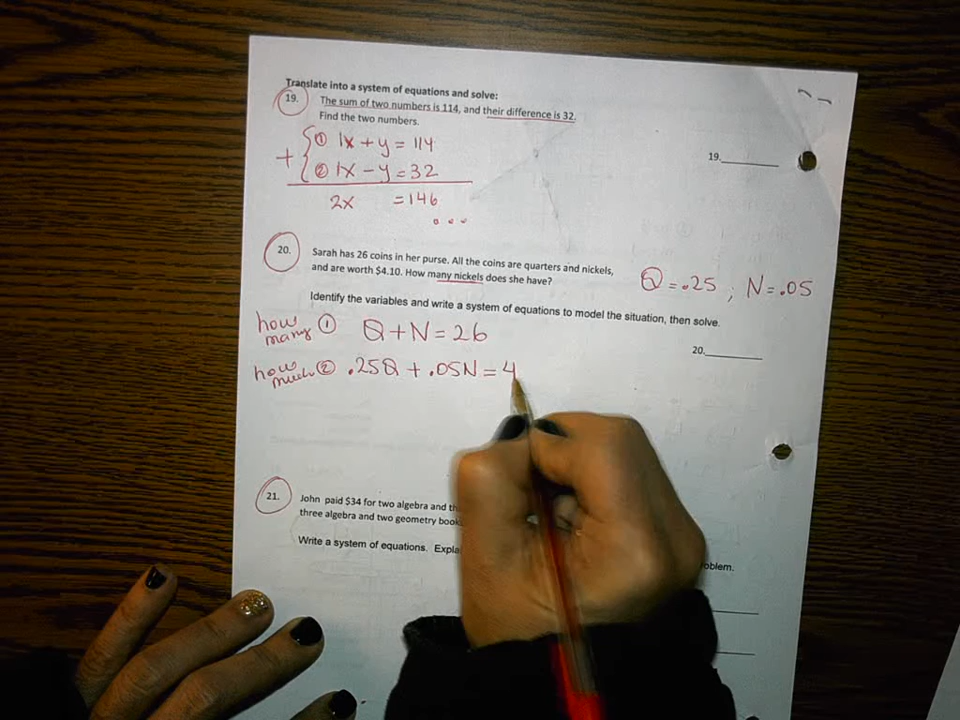 Translate into a system of equations and solve:
19. The sum of two numbers is 114, and their difference is 32.
Find the two numbers.
① 1x + y = 114
+ ② 1x - y = 32
2x = 146
...
19.
20. Sarah has 26 coins in her purse. All the coins are quarters and nickels,
and are worth $4.10. How many nickels does she have?
Q = .25 ; N = .05
Identify the variables and write a system of equations to model the situation, then solve.
how many ① Q + N = 26
20.
how much ② .25Q + .05N = 4
21. John paid $34 for two algebra and
three algebra and two geometry
Write a system of equations.